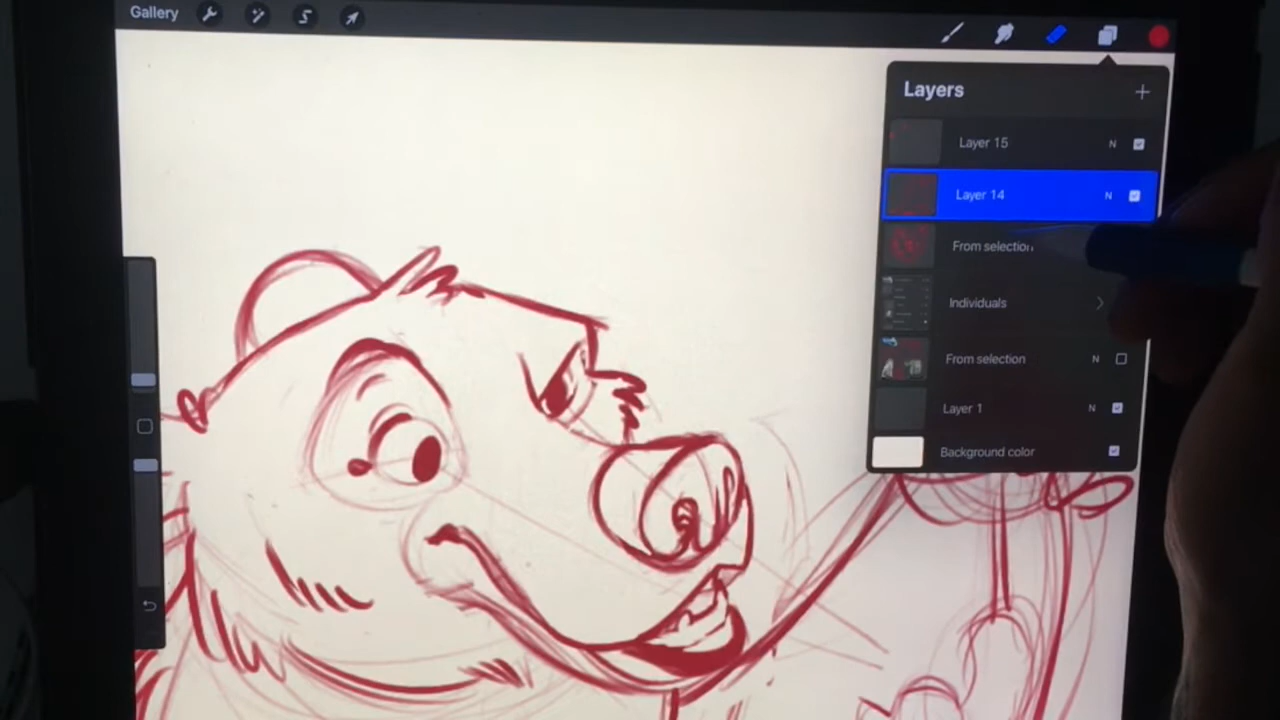 Gallery
Layers
Layer 15 N
Layer 14 N
From selection
Individuals
From selection N
Layer 1 N
Background color